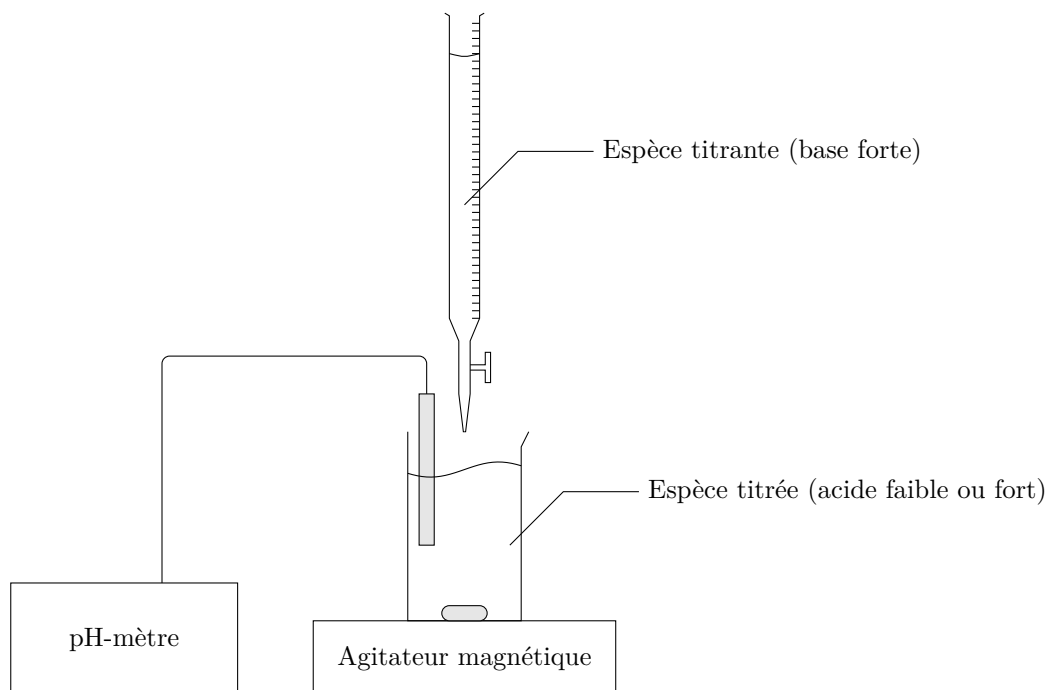 Espèce titrante (base forte)
Espèce titrée (acide faible ou fort)
pH-mètre
Agitateur magnétique